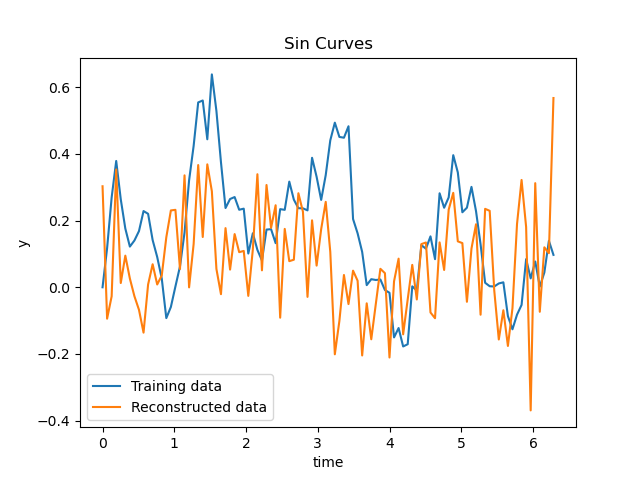 Sin Curves
y
0.6
0.4
0.2
0.0
−0.2
−0.4
Training data
Reconstructed data
0 1 2 3 4 5 6
time